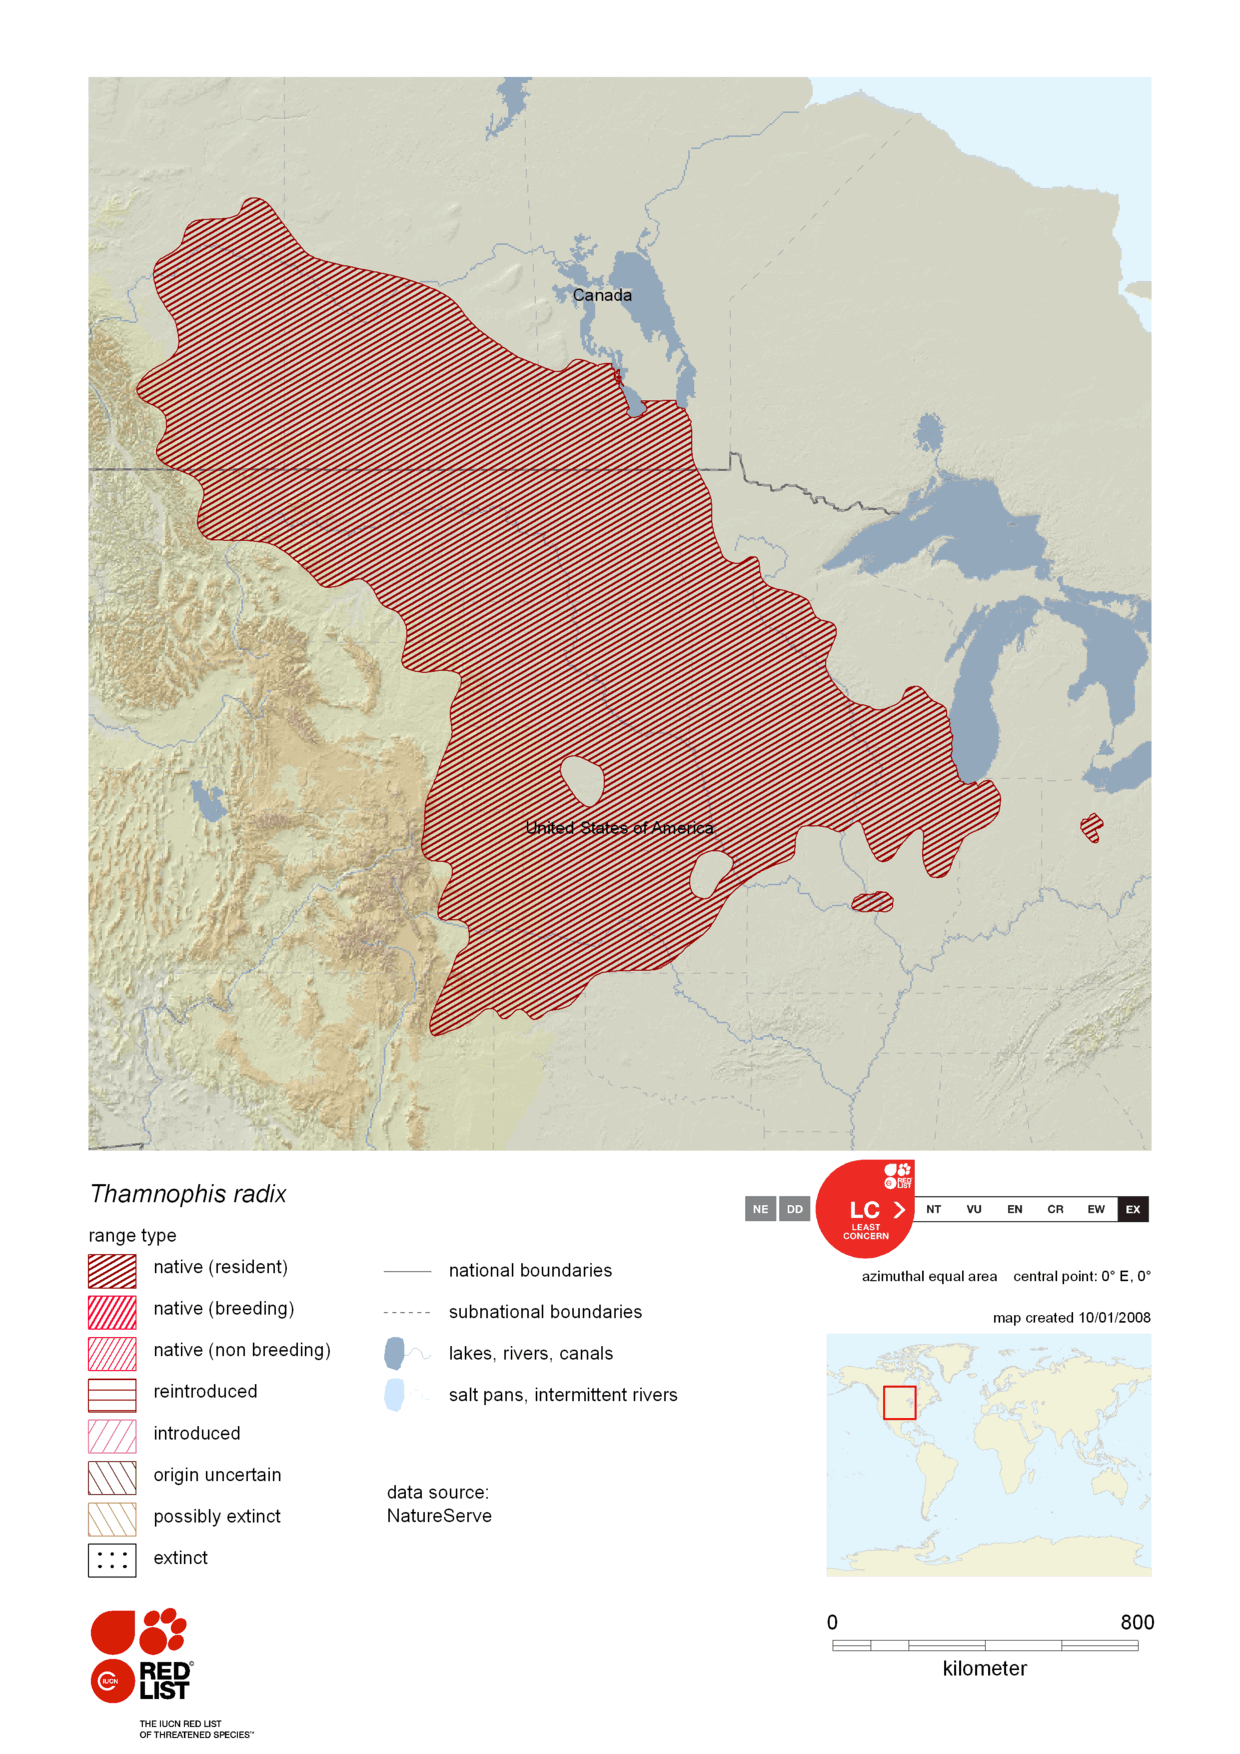 Canada
United States of America
Thamnophis radix
range type
native (resident)
native (breeding)
native (non breeding)
reintroduced
introduced
origin uncertain
possibly extinct
extinct
national boundaries
subnational boundaries
lakes, rivers, canals
salt pans, intermittent rivers
data source:
NatureServe
RED
LIST
NE DD LC NT VU EN CR EW EX
LEAST
CONCERN
azimuthal equal area central point: 0° E, 0°
map created 10/01/2008
0 800
kilometer
IUCN
RED©
LIST
THE IUCN RED LIST
OF THREATENED SPECIES™